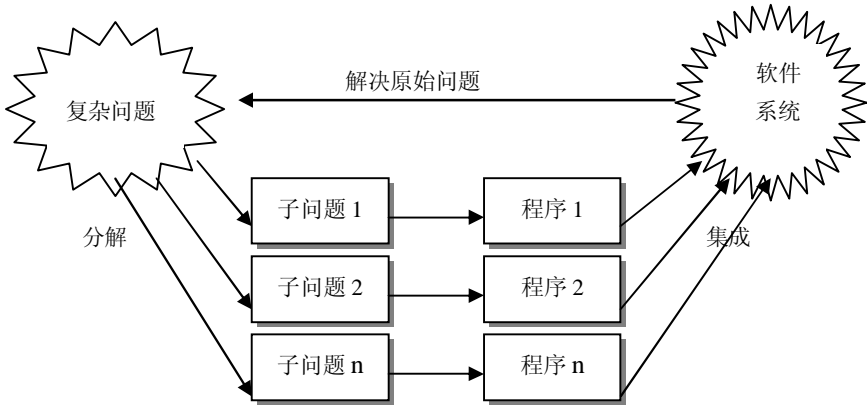 解决原始问题
软件
系统
复杂问题
子问题 1
程序 1
分解
集成
子问题 2
程序 2
子问题 n
程序 n